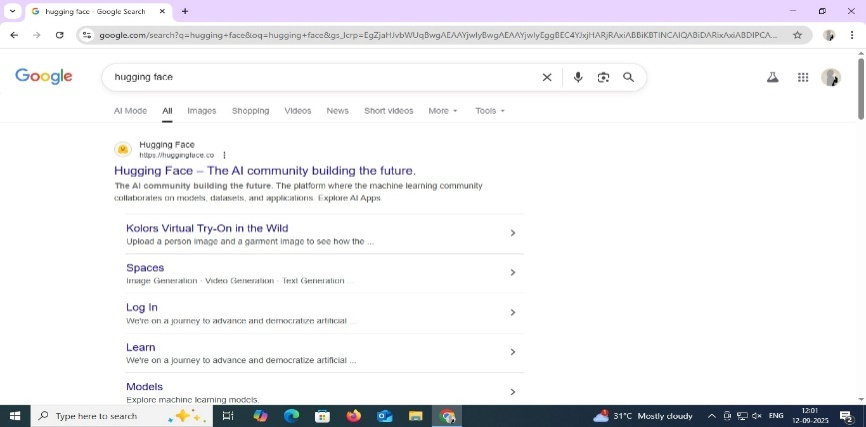 hugging face - Google Search
google.com/search?q=hugging+face&oq=hugging+face&gs_lcrp=
Google
hugging face
AI Mode
All
Images
Shopping
Videos
News
Short videos
More
Tools
Hugging Face
https://huggingface.co
Hugging Face – The AI community building the future.
The AI community building the future. The platform where the machine learning community
collaborates on models, datasets, and applications. Explore AI Apps.
Kolors Virtual Try-On in the Wild
Upload a person image and a garment image to see how the ...
Spaces
Image Generation · Video Generation · Text Generation ...
Log In
We're on a journey to advance and democratize artificial ...
Learn
We're on a journey to advance and democratize artificial ...
Models
Explore machine learning models.
Type here to search
31°C Mostly cloudy
ENG
12:01
12-09-2025
2